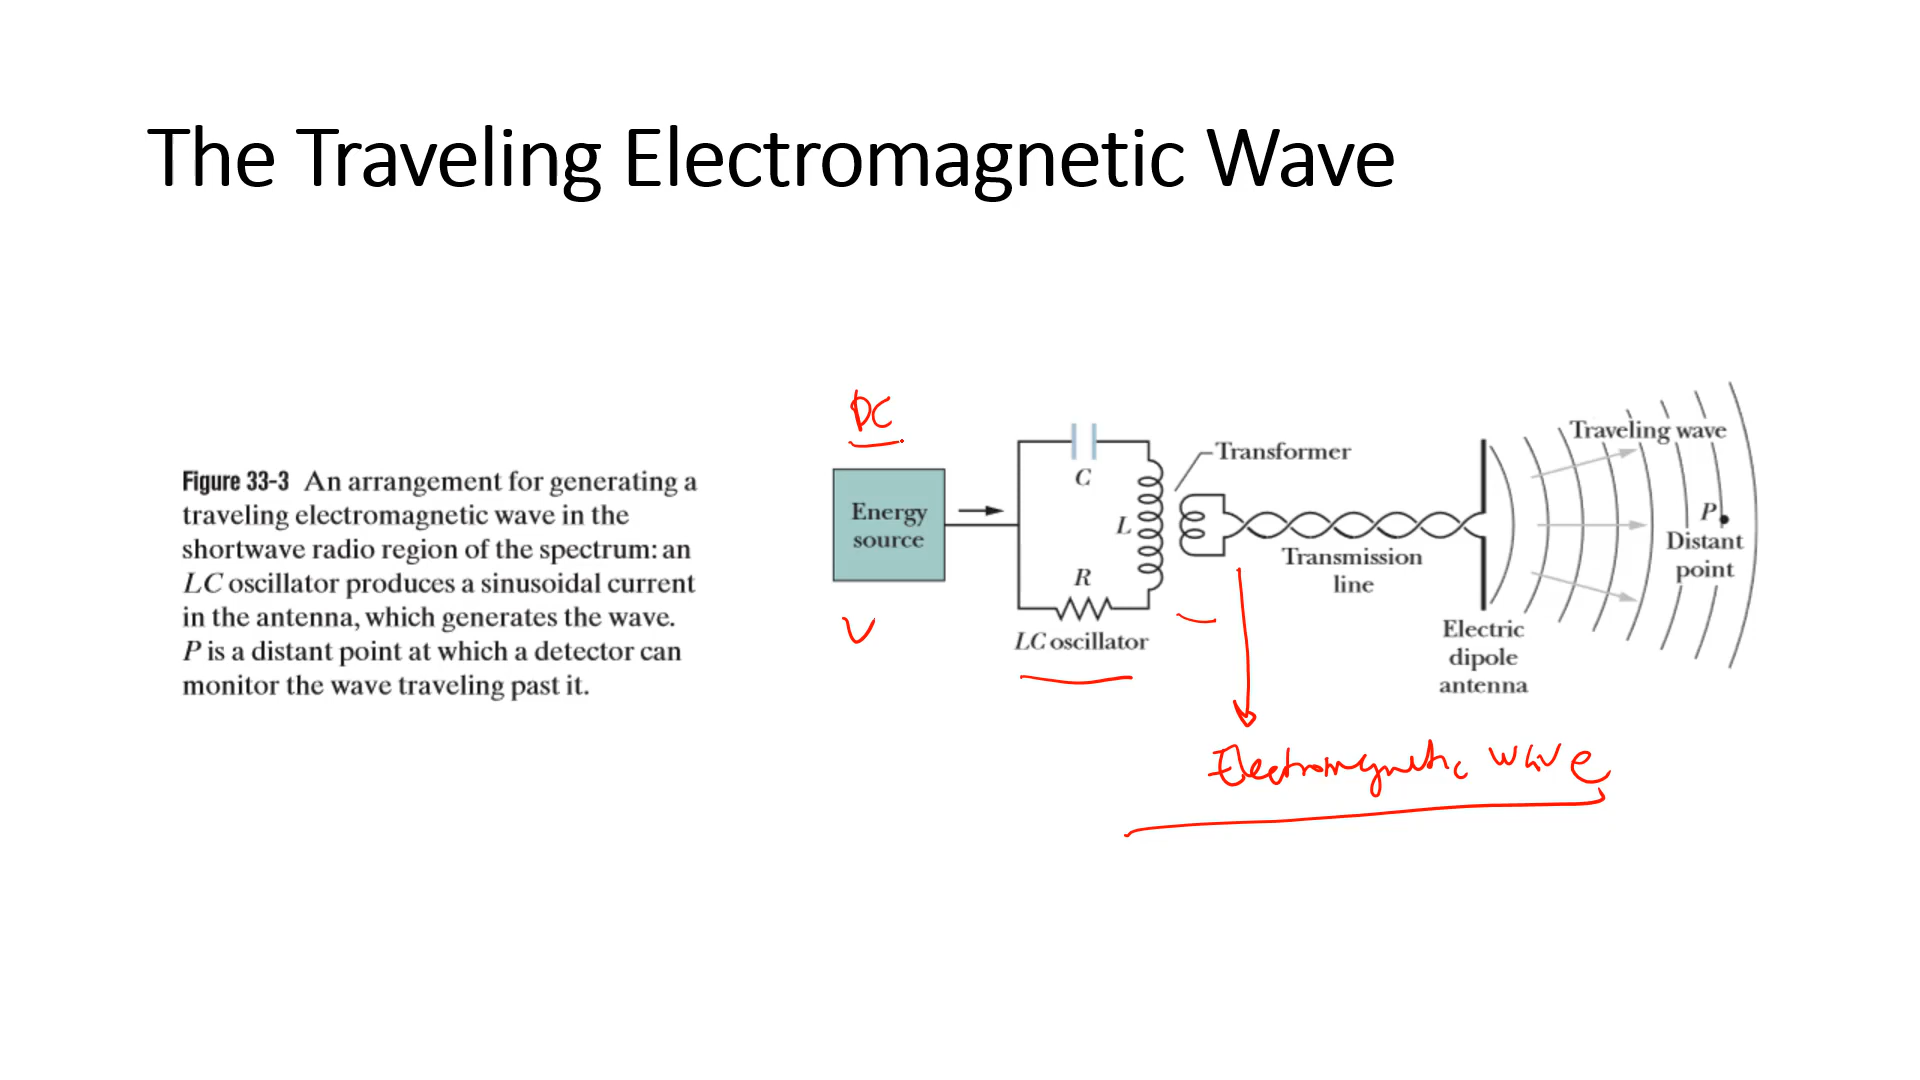 The Traveling Electromagnetic Wave
Figure 33-3 An arrangement for generating a
traveling electromagnetic wave in the
shortwave radio region of the spectrum: an
LC oscillator produces a sinusoidal current
in the antenna, which generates the wave.
P is a distant point at which a detector can
monitor the wave traveling past it.
DC
Energy
source
V
C
L
R
LC oscillator
Transformer
Transmission
line
Electric
dipole
antenna
Traveling wave
P
Distant
point
Electromagnetic wave